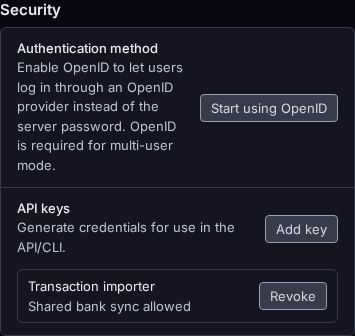 Security
Authentication method
Enable OpenID to let users
log in through an OpenID
provider instead of the
server password. OpenID
is required for multi-user
mode.
Start using OpenID
API keys
Generate credentials for use in the
API/CLI.
Add key
Transaction importer
Shared bank sync allowed
Revoke